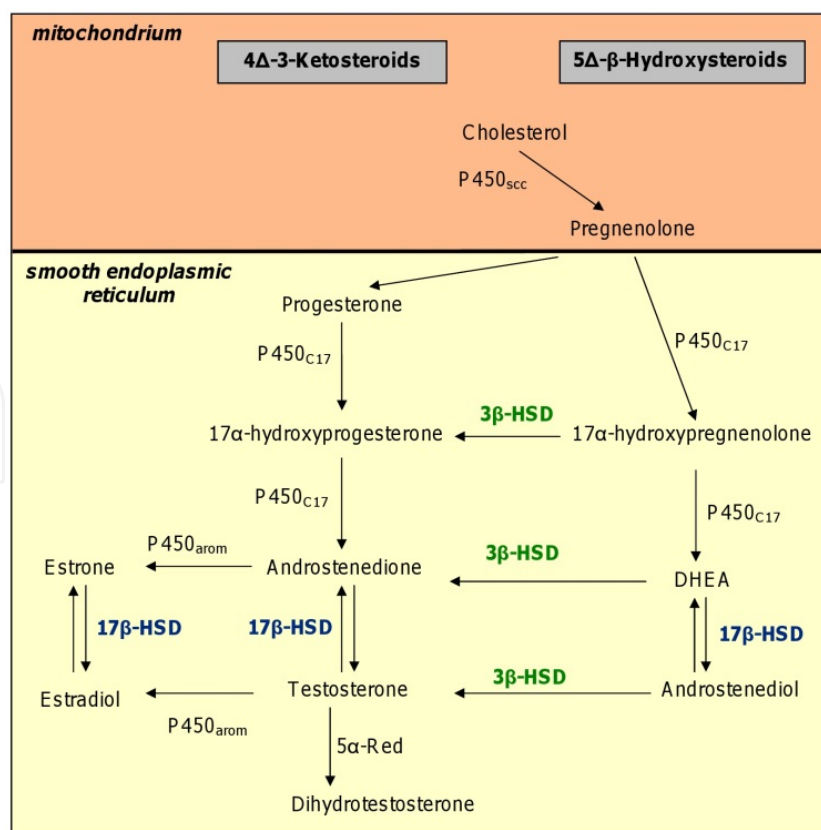 mitochondrium
4Δ-3-Ketosteroids
5Δ-β-Hydroxysteroids
Cholesterol
P450scc
Pregnenolone
smooth endoplasmic
reticulum
Progesterone
P450C17
P450C17
3β-HSD
17α-hydroxyprogesterone
17α-hydroxypregnenolone
P450C17
P450C17
P450arom
3β-HSD
Estrone
Androstenedione
DHEA
17β-HSD
17β-HSD
17β-HSD
3β-HSD
Estradiol
Testosterone
Androstenediol
P450arom
5α-Red
Dihydrotestosterone